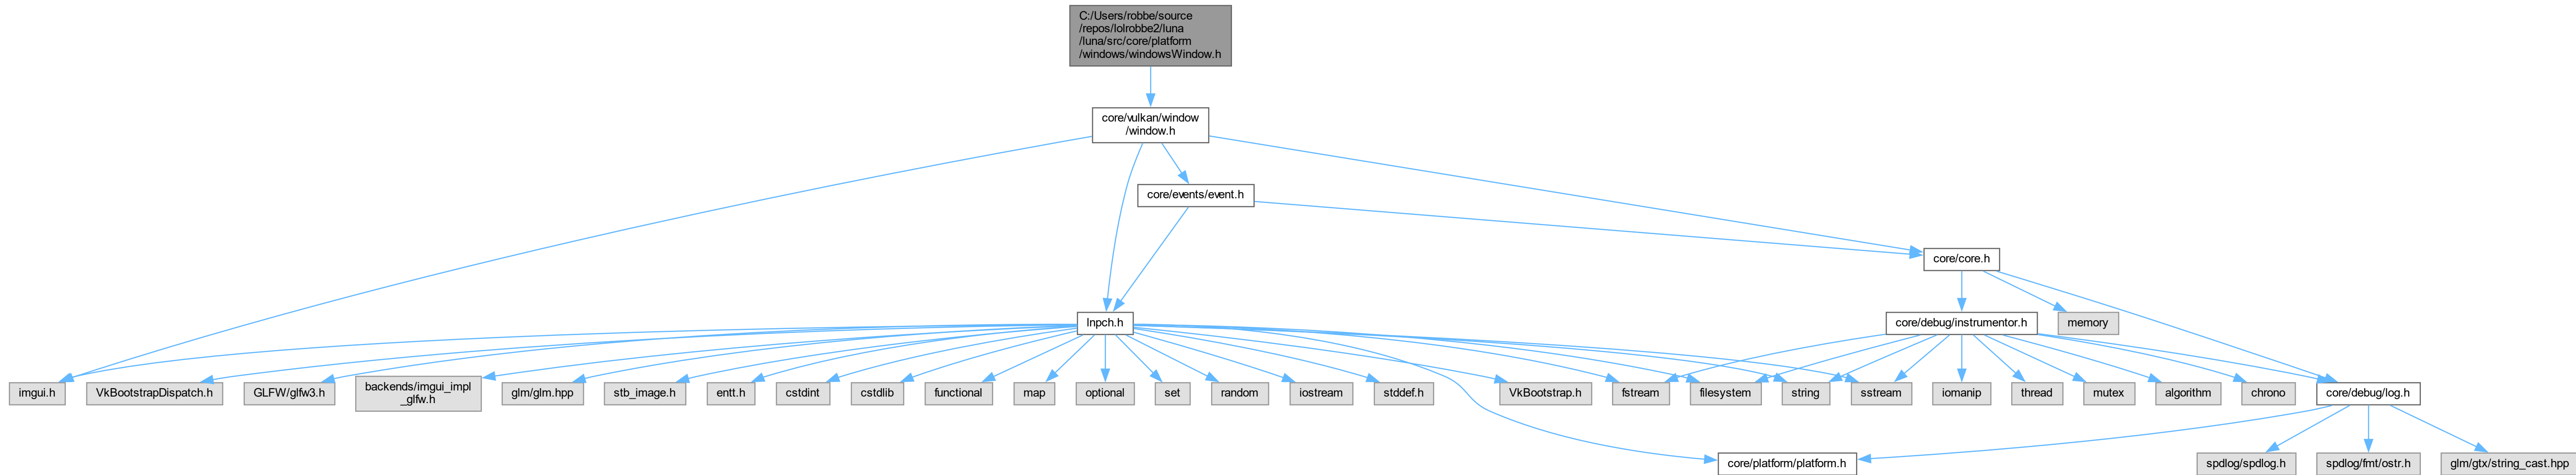 C:/Users/robbe/source
/repos/lolrobbe2/luna
/luna/src/core/platform
/windows/windowsWindow.h
core/vulkan/window
/window.h
core/events/event.h
core/core.h
lnpch.h
core/debug/instrumentor.h
memory
imgui.h
VkBootstrapDispatch.h
GLFW/glfw3.h
backends/imgui_impl
_glfw.h
glm/glm.hpp
stb_image.h
entt.h
cstdint
cstdlib
functional
map
optional
set
random
iostream
stddef.h
VkBootstrap.h
fstream
filesystem
string
sstream
iomanip
thread
mutex
algorithm
chrono
core/debug/log.h
core/platform/platform.h
spdlog/spdlog.h
spdlog/fmt/ostr.h
glm/gtx/string_cast.hpp